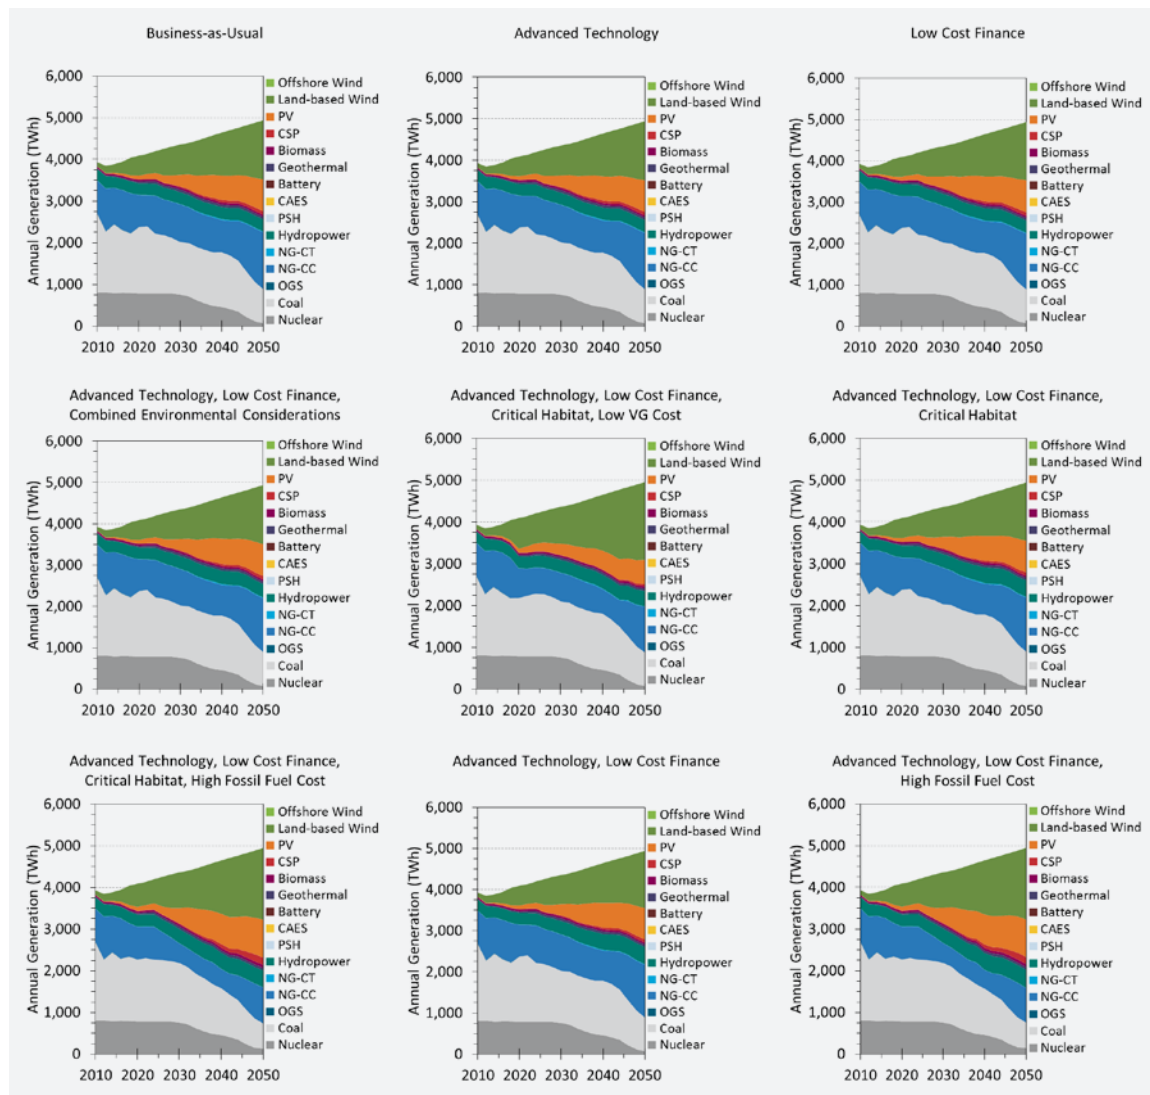 Business-as-Usual
Annual Generation (TWh)
6,000
5,000
4,000
3,000
2,000
1,000
0
2010 2020 2030 2040 2050
Offshore Wind
Land-based Wind
PV
CSP
Biomass
Geothermal
Battery
CAES
PSH
Hydropower
NG-CT
NG-CC
OGS
Coal
Nuclear
Advanced Technology
Annual Generation (TWh)
6,000
5,000
4,000
3,000
2,000
1,000
0
2010 2020 2030 2040 2050
Offshore Wind
Land-based Wind
PV
CSP
Biomass
Geothermal
Battery
CAES
PSH
Hydropower
NG-CT
NG-CC
OGS
Coal
Nuclear
Low Cost Finance
Annual Generation (TWh)
6,000
5,000
4,000
3,000
2,000
1,000
0
2010 2020 2030 2040 2050
Offshore Wind
Land-based Wind
PV
CSP
Biomass
Geothermal
Battery
CAES
PSH
Hydropower
NG-CT
NG-CC
OGS
Coal
Nuclear
Advanced Technology, Low Cost Finance,
Combined Environmental Considerations
Annual Generation (TWh)
6,000
5,000
4,000
3,000
2,000
1,000
0
2010 2020 2030 2040 2050
Offshore Wind
Land-based Wind
PV
CSP
Biomass
Geothermal
Battery
CAES
PSH
Hydropower
NG-CT
NG-CC
OGS
Coal
Nuclear
Advanced Technology, Low Cost Finance,
Critical Habitat, Low VG Cost
Annual Generation (TWh)
6,000
5,000
4,000
3,000
2,000
1,000
0
2010 2020 2030 2040 2050
Offshore Wind
Land-based Wind
PV
CSP
Biomass
Geothermal
Battery
CAES
PSH
Hydropower
NG-CT
NG-CC
OGS
Coal
Nuclear
Advanced Technology, Low Cost Finance,
Critical Habitat
Annual Generation (TWh)
6,000
5,000
4,000
3,000
2,000
1,000
0
2010 2020 2030 2040 2050
Offshore Wind
Land-based Wind
PV
CSP
Biomass
Geothermal
Battery
CAES
PSH
Hydropower
NG-CT
NG-CC
OGS
Coal
Nuclear
Advanced Technology, Low Cost Finance,
Critical Habitat, High Fossil Fuel Cost
Annual Generation (TWh)
6,000
5,000
4,000
3,000
2,000
1,000
0
2010 2020 2030 2040 2050
Offshore Wind
Land-based Wind
PV
CSP
Biomass
Geothermal
Battery
CAES
PSH
Hydropower
NG-CT
NG-CC
OGS
Coal
Nuclear
Advanced Technology, Low Cost Finance
Annual Generation (TWh)
6,000
5,000
4,000
3,000
2,000
1,000
0
2010 2020 2030 2040 2050
Offshore Wind
Land-based Wind
PV
CSP
Biomass
Geothermal
Battery
CAES
PSH
Hydropower
NG-CT
NG-CC
OGS
Coal
Nuclear
Advanced Technology, Low Cost Finance,
High Fossil Fuel Cost
Annual Generation (TWh)
6,000
5,000
4,000
3,000
2,000
1,000
0
2010 2020 2030 2040 2050
Offshore Wind
Land-based Wind
PV
CSP
Biomass
Geothermal
Battery
CAES
PSH
Hydropower
NG-CT
NG-CC
OGS
Coal
Nuclear